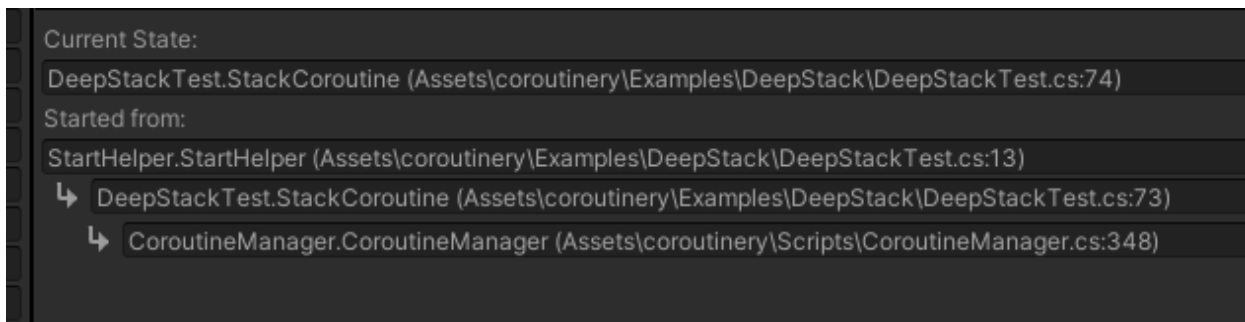 Current State:
DeepStackTest.StackCoroutine (Assets\coroutinery\Examples\DeepStack\DeepStackTest.cs:74)
Started from:
StartHelper.StartHelper (Assets\coroutinery\Examples\DeepStack\DeepStackTest.cs:13)
DeepStackTest.StackCoroutine (Assets\coroutinery\Examples\DeepStack\DeepStackTest.cs:73)
CoroutineManager.CoroutineManager (Assets\coroutinery\Scripts\CoroutineManager.cs:348)